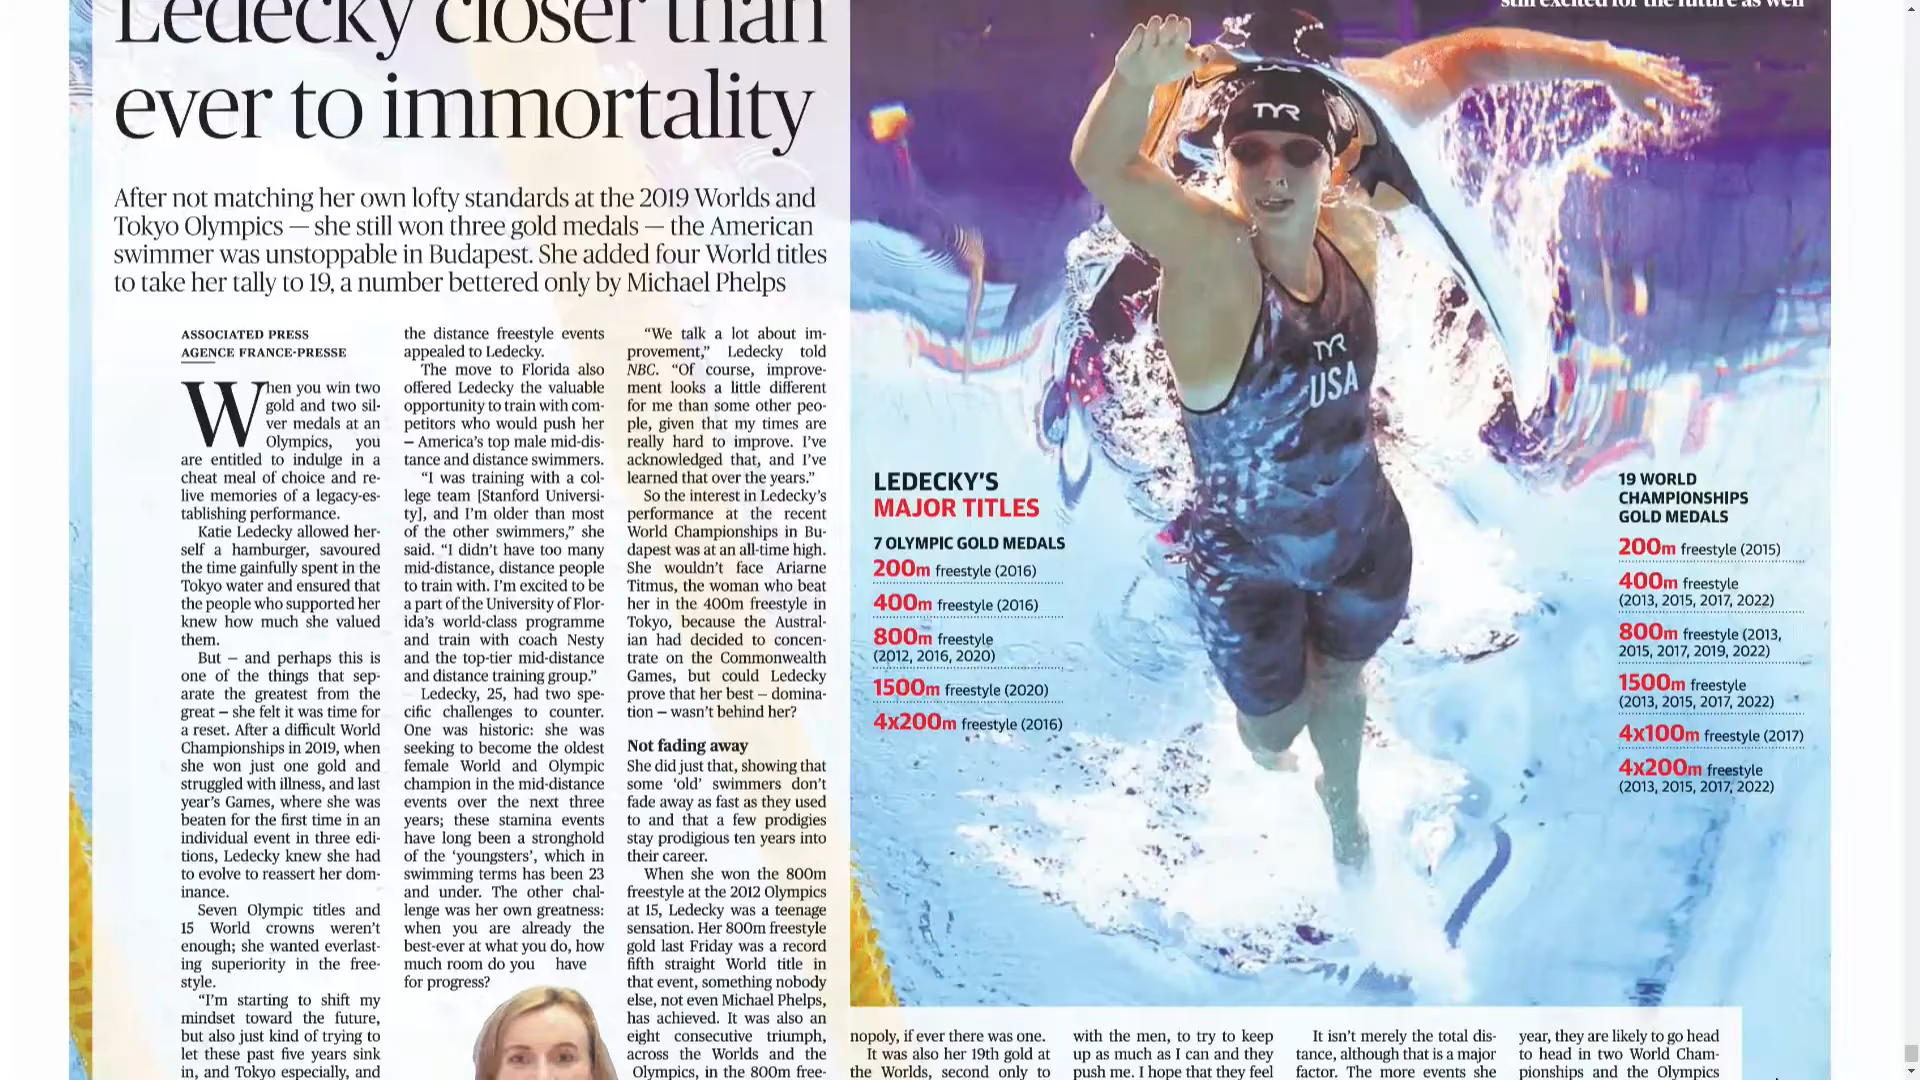 Ledecky closer than
ever to immortality
After not matching her own lofty standards at the 2019 Worlds and
Tokyo Olympics — she still won three gold medals — the American
swimmer was unstoppable in Budapest. She added four World titles
to take her tally to 19, a number bettered only by Michael Phelps
ASSOCIATED PRESS
AGENCE FRANCE-PRESSE
When you win two
gold and two sil-
ver medals at an
Olympics, you
are entitled to indulge in a
cheat meal of choice and re-
live memories of a legacy-es-
tablishing performance.
Katie Ledecky allowed her-
self a hamburger, savoured
the time gainfully spent in the
Tokyo water and ensured that
the people who supported her
knew how much she valued
them.
But – and perhaps this is
one of the things that sep-
arate the greatest from the
great – she felt it was time for
a reset. After a difficult World
Championships in 2019, when
she won just one gold and
struggled with illness, and last
year's Games, where she was
beaten for the first time in an
individual event in three edi-
tions, Ledecky knew she had
to evolve to reassert her dom-
inance.
Seven Olympic titles and
15 World crowns weren't
enough; she wanted everlast-
ing superiority in the free-
style.
“I'm starting to shift my
mindset toward the future,
but also just kind of trying to
let these past five years sink
in, and Tokyo especially, and
the distance freestyle events
appealed to Ledecky.
The move to Florida also
offered Ledecky the valuable
opportunity to train with com-
petitors who would push her
– America's top male mid-dis-
tance and distance swimmers.
“I was training with a col-
lege team [Stanford Universi-
ty], and I'm older than most
of the other swimmers,” she
said. “I didn't have too many
mid-distance, distance people
to train with. I'm excited to be
a part of the University of Flor-
ida's world-class programme
and train with coach Nesty
and the top-tier mid-distance
and distance training group.”
Ledecky, 25, had two spe-
cific challenges to counter.
One was historic: she was
seeking to become the oldest
female World and Olympic
champion in the mid-distance
events over the next three
years; these stamina events
have long been a stronghold
of the ‘youngsters’, which in
swimming terms has been 23
and under. The other chal-
lenge was her own greatness:
when you are already the
best-ever at what you do, how
much room do you have
for progress?
“We talk a lot about im-
provement,” Ledecky told
NBC. “Of course, improve-
ment looks a little different
for me than some other peo-
ple, given that my times are
really hard to improve. I've
acknowledged that, and I've
learned that over the years.”
So the interest in Ledecky's
performance at the recent
World Championships in Bu-
dapest was at an all-time high.
She wouldn't face Ariarne
Titmus, the woman who beat
her in the 400m freestyle in
Tokyo, because the Austral-
ian had decided to concen-
trate on the Commonwealth
Games, but could Ledecky
prove that her best – domina-
tion – wasn't behind her?
Not fading away
She did just that, showing that
some ‘old’ swimmers don't
fade away as fast as they used
to and that a few prodigies
stay prodigious ten years into
their career.
When she won the 800m
freestyle at the 2012 Olympics
at 15, Ledecky was a teenage
sensation. Her 800m freestyle
gold last Friday was a record
fifth straight World title in
that event, something nobody
else, not even Michael Phelps,
has achieved. It was also an
eight consecutive triumph,
across the Worlds and the
Olympics, in the 800m free-
still excited for the future as well
TYR
TYR
USA
LEDECKY'S
MAJOR TITLES
7 OLYMPIC GOLD MEDALS
200m freestyle (2016)
400m freestyle (2016)
800m freestyle
(2012, 2016, 2020)
1500m freestyle (2020)
4x200m freestyle (2016)
19 WORLD
CHAMPIONSHIPS
GOLD MEDALS
200m freestyle (2015)
400m freestyle
(2013, 2015, 2017, 2022)
800m freestyle (2013,
2015, 2017, 2019, 2022)
1500m freestyle
(2013, 2015, 2017, 2022)
4x100m freestyle (2017)
4x200m freestyle
(2013, 2015, 2017, 2022)
nopoly, if ever there was one.
It was also her 19th gold at
the Worlds, second only to
with the men, to try to keep
up as much as I can and they
push me. I hope that they feel
It isn't merely the total dis-
tance, although that is a major
factor. The more events she
year, they are likely to go head
to head in two World Cham-
pionships and the Olympics